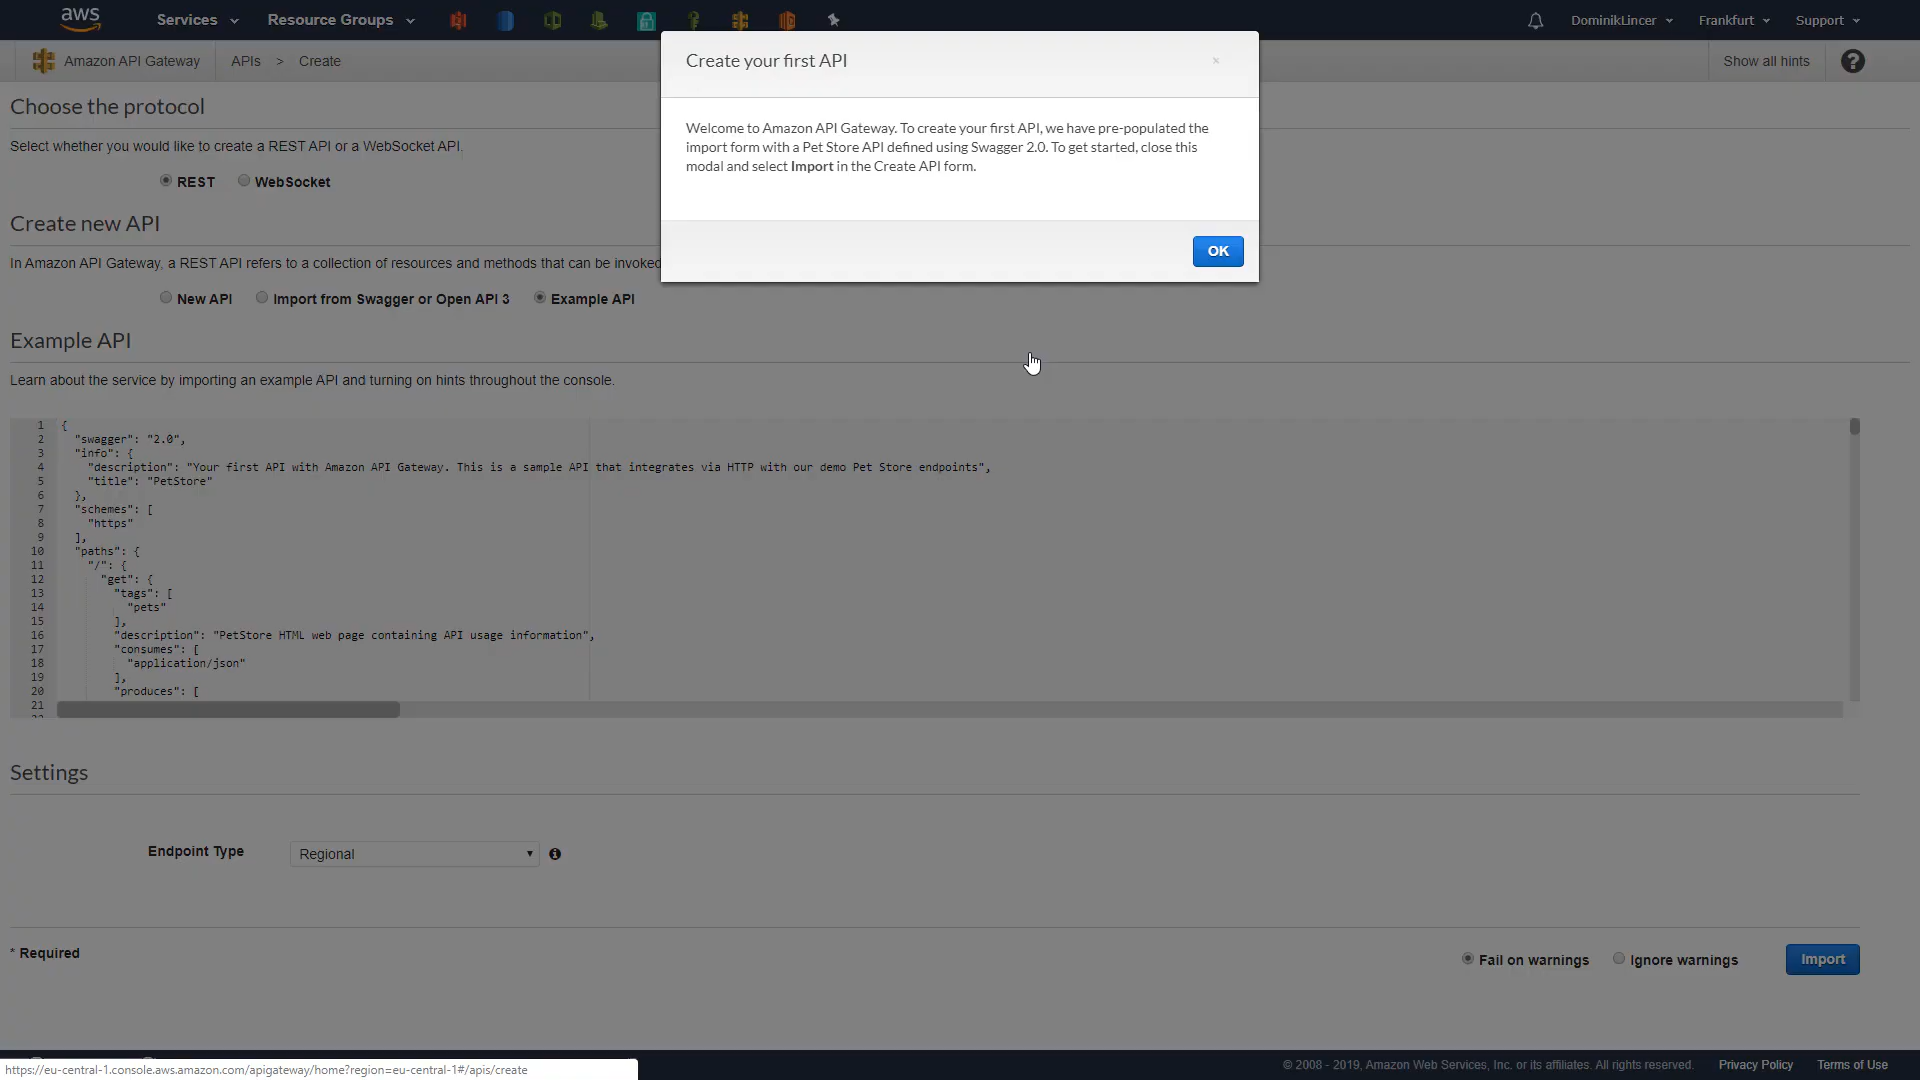 aws Services Resource Groups DominikLincer Frankfurt Support
Amazon API Gateway APIs > Create Show all hints ?
Create your first API ×
Welcome to Amazon API Gateway. To create your first API, we have pre-populated the
import form with a Pet Store API defined using Swagger 2.0. To get started, close this
modal and select Import in the Create API form.
OK
Choose the protocol
Select whether you would like to create a REST API or a WebSocket API.
REST WebSocket
Create new API
In Amazon API Gateway, a REST API refers to a collection of resources and methods that can be invoked
New API Import from Swagger or Open API 3 Example API
Example API
Learn about the service by importing an example API and turning on hints throughout the console.
1 {
2 "swagger": "2.0",
3 "info": {
4 "description": "Your first API with Amazon API Gateway. This is a sample API that integrates via HTTP with our demo Pet Store endpoints",
5 "title": "PetStore"
6 },
7 "schemes": [
8 "https"
9 ],
10 "paths": {
11 "/": {
12 "get": {
13 "tags": [
14 "pets"
15 ],
16 "description": "PetStore HTML web page containing API usage information",
17 "consumes": [
18 "application/json"
19 ],
20 "produces": [
21
Settings
Endpoint Type Regional
* Required Fail on warnings Ignore warnings Import
© 2008 - 2019, Amazon Web Services, Inc. or its affiliates. All rights reserved. Privacy Policy Terms of Use
https://eu-central-1.console.aws.amazon.com/apigateway/home?region=eu-central-1#/apis/create